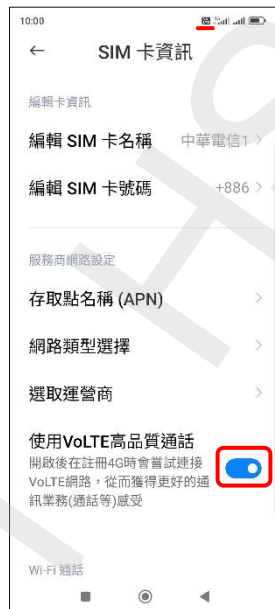 10:00
SIM 卡資訊
編輯卡資訊
編輯 SIM 卡名稱 中華電信1
編輯 SIM 卡號碼 +886
服務商網路設定
存取點名稱 (APN)
網路類型選擇
選取運營商
使用VoLTE高品質通話
開啟後在註冊4G時會嘗試連接
VoLTE網路，從而獲得更好的通
訊業務(通話等)感受
Wi-Fi 通話